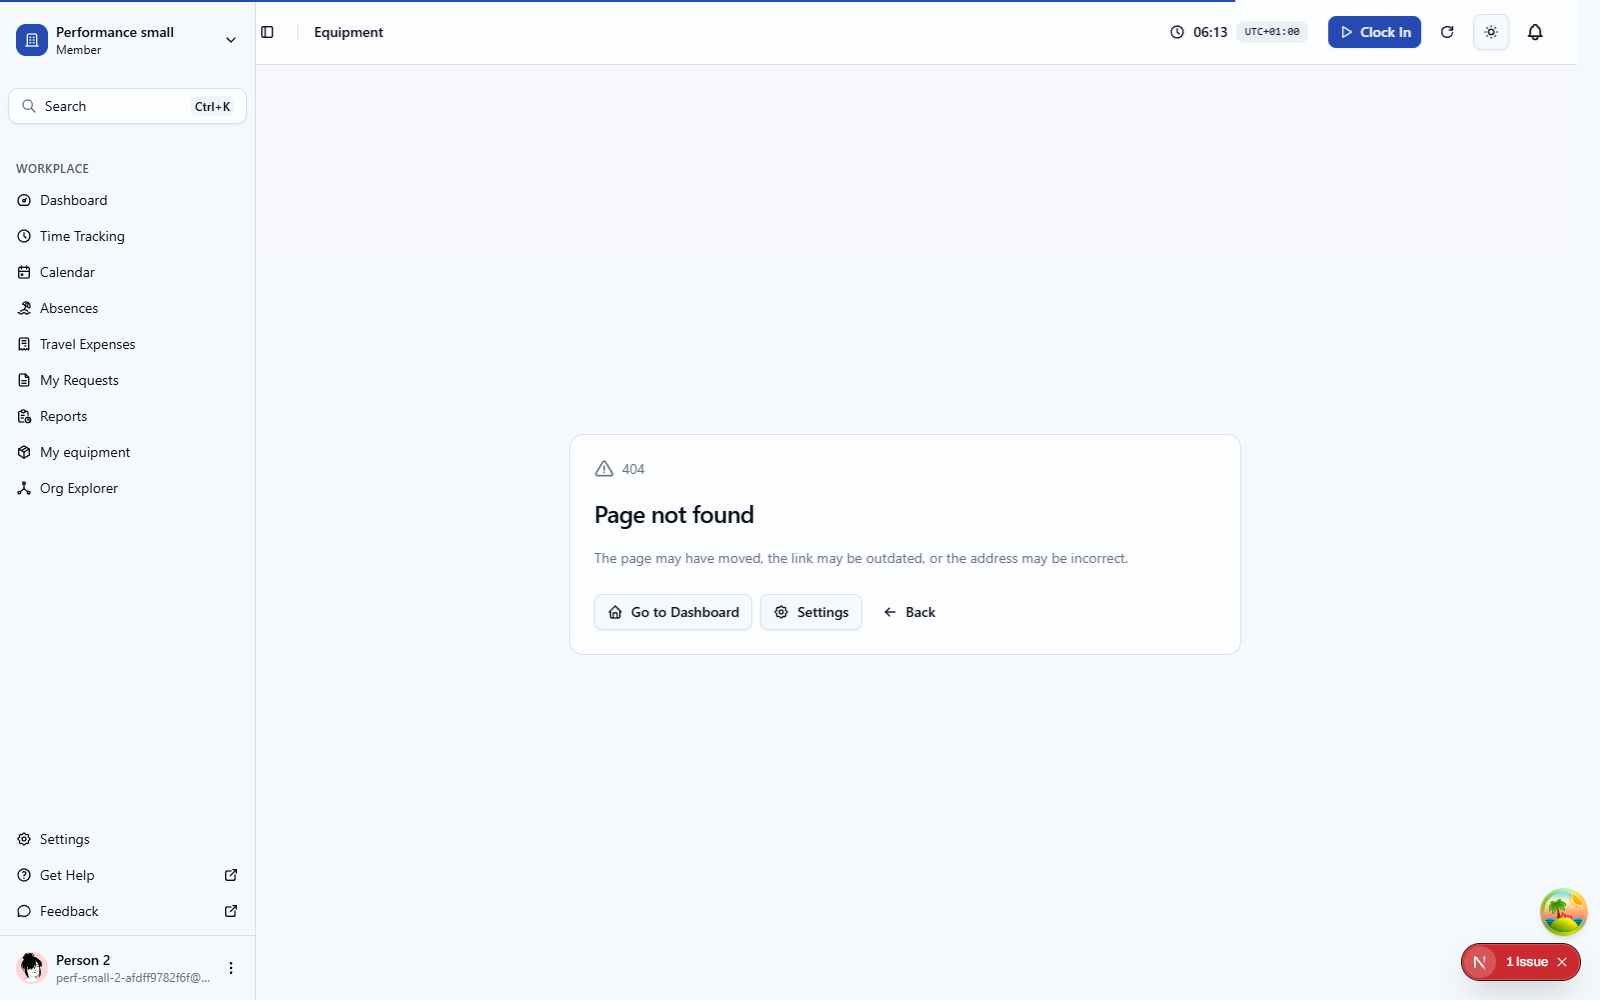 Performance small
Member
Equipment
06:13
UTC+01:00
Clock In
Search
Ctrl+K
WORKPLACE
Dashboard
Time Tracking
Calendar
Absences
Travel Expenses
My Requests
Reports
My equipment
Org Explorer
404
Page not found
The page may have moved, the link may be outdated, or the address may be incorrect.
Go to Dashboard
Settings
Back
Settings
Get Help
Feedback
Person 2
perf-small-2-afdff9782f6f@...
N
1 Issue